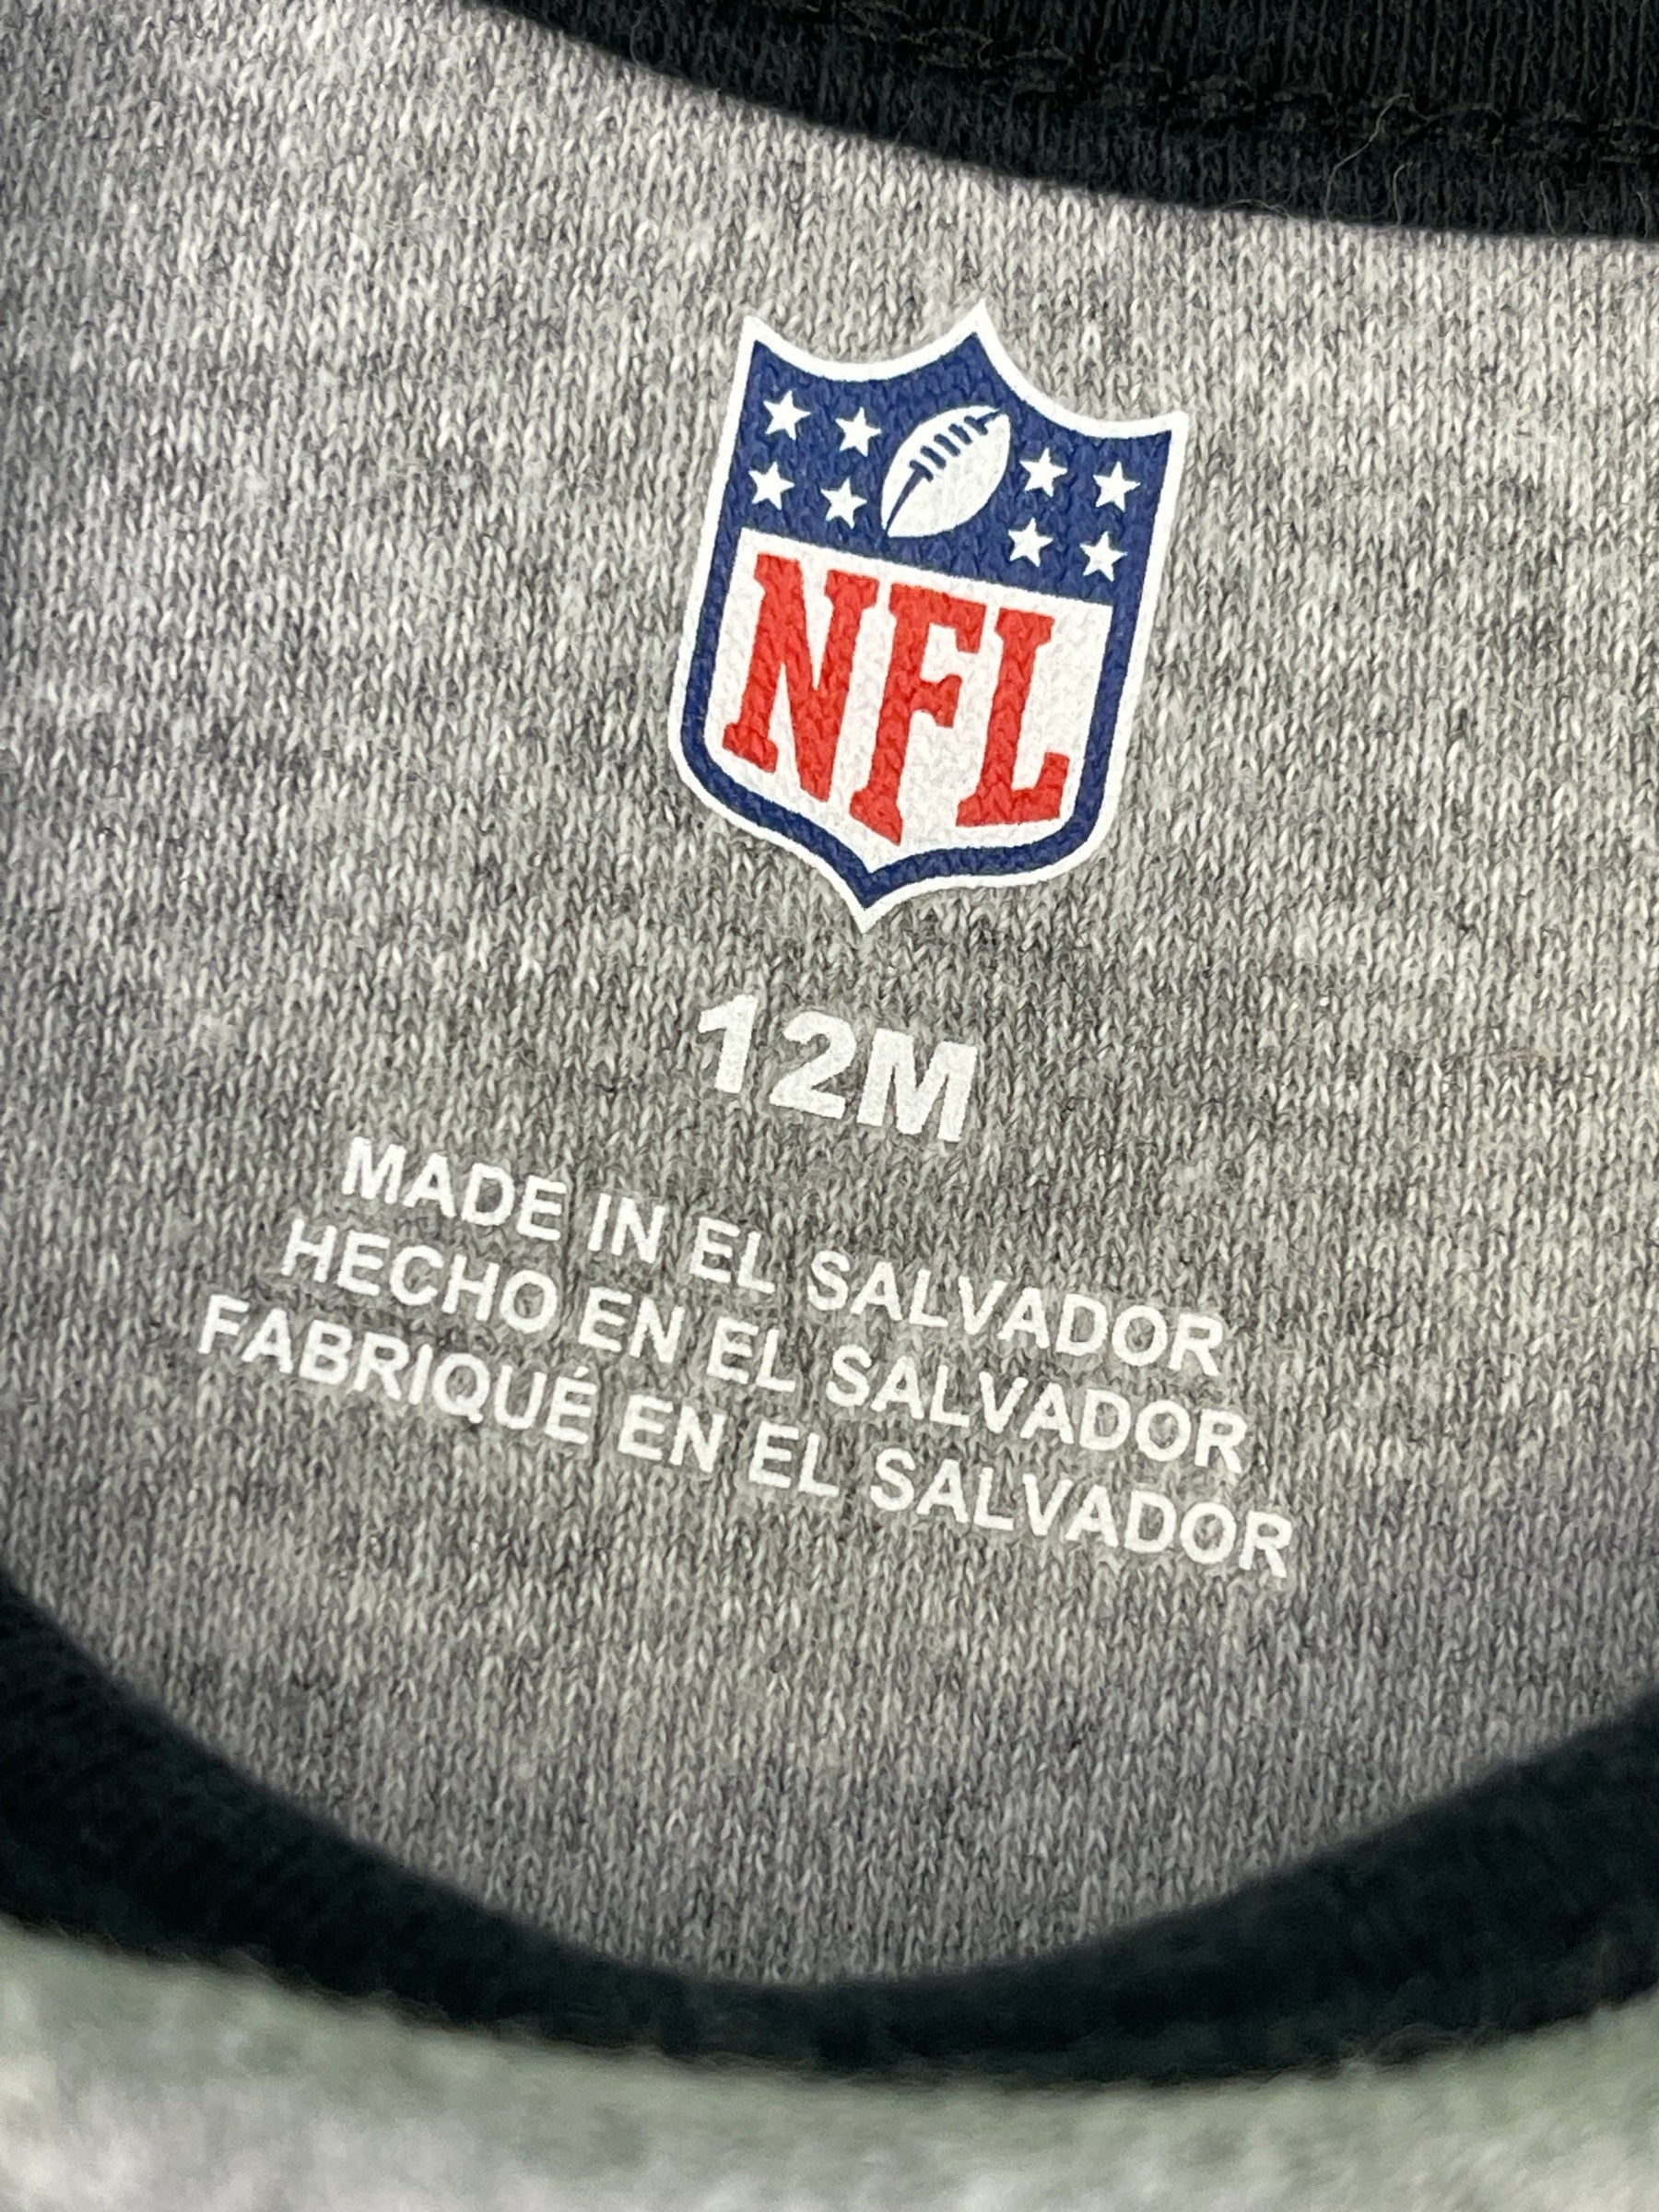 NFL
12M
MADE IN EL SALVADOR
HECHO EN EL SALVADOR
FABRIQUÉ EN EL SALVADOR